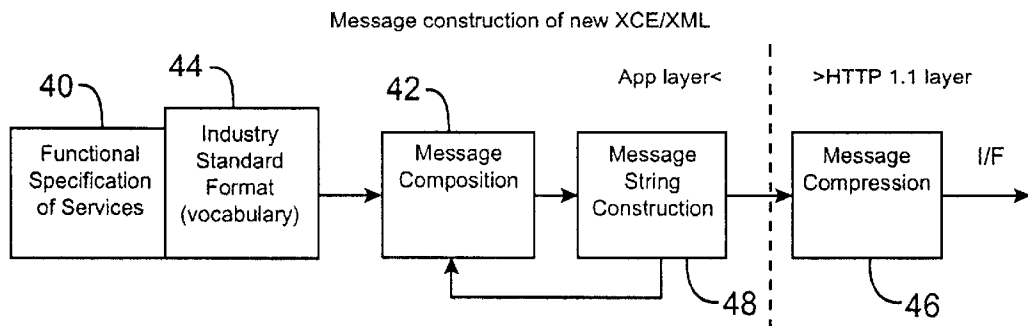 Message construction of new XCE/XML
App layer<
>HTTP 1.1 layer
40
44
42
Functional
Specification
of Services
Industry
Standard
Format
(vocabulary)
Message
Composition
Message
String
Construction
Message
Compression
I/F
48
46